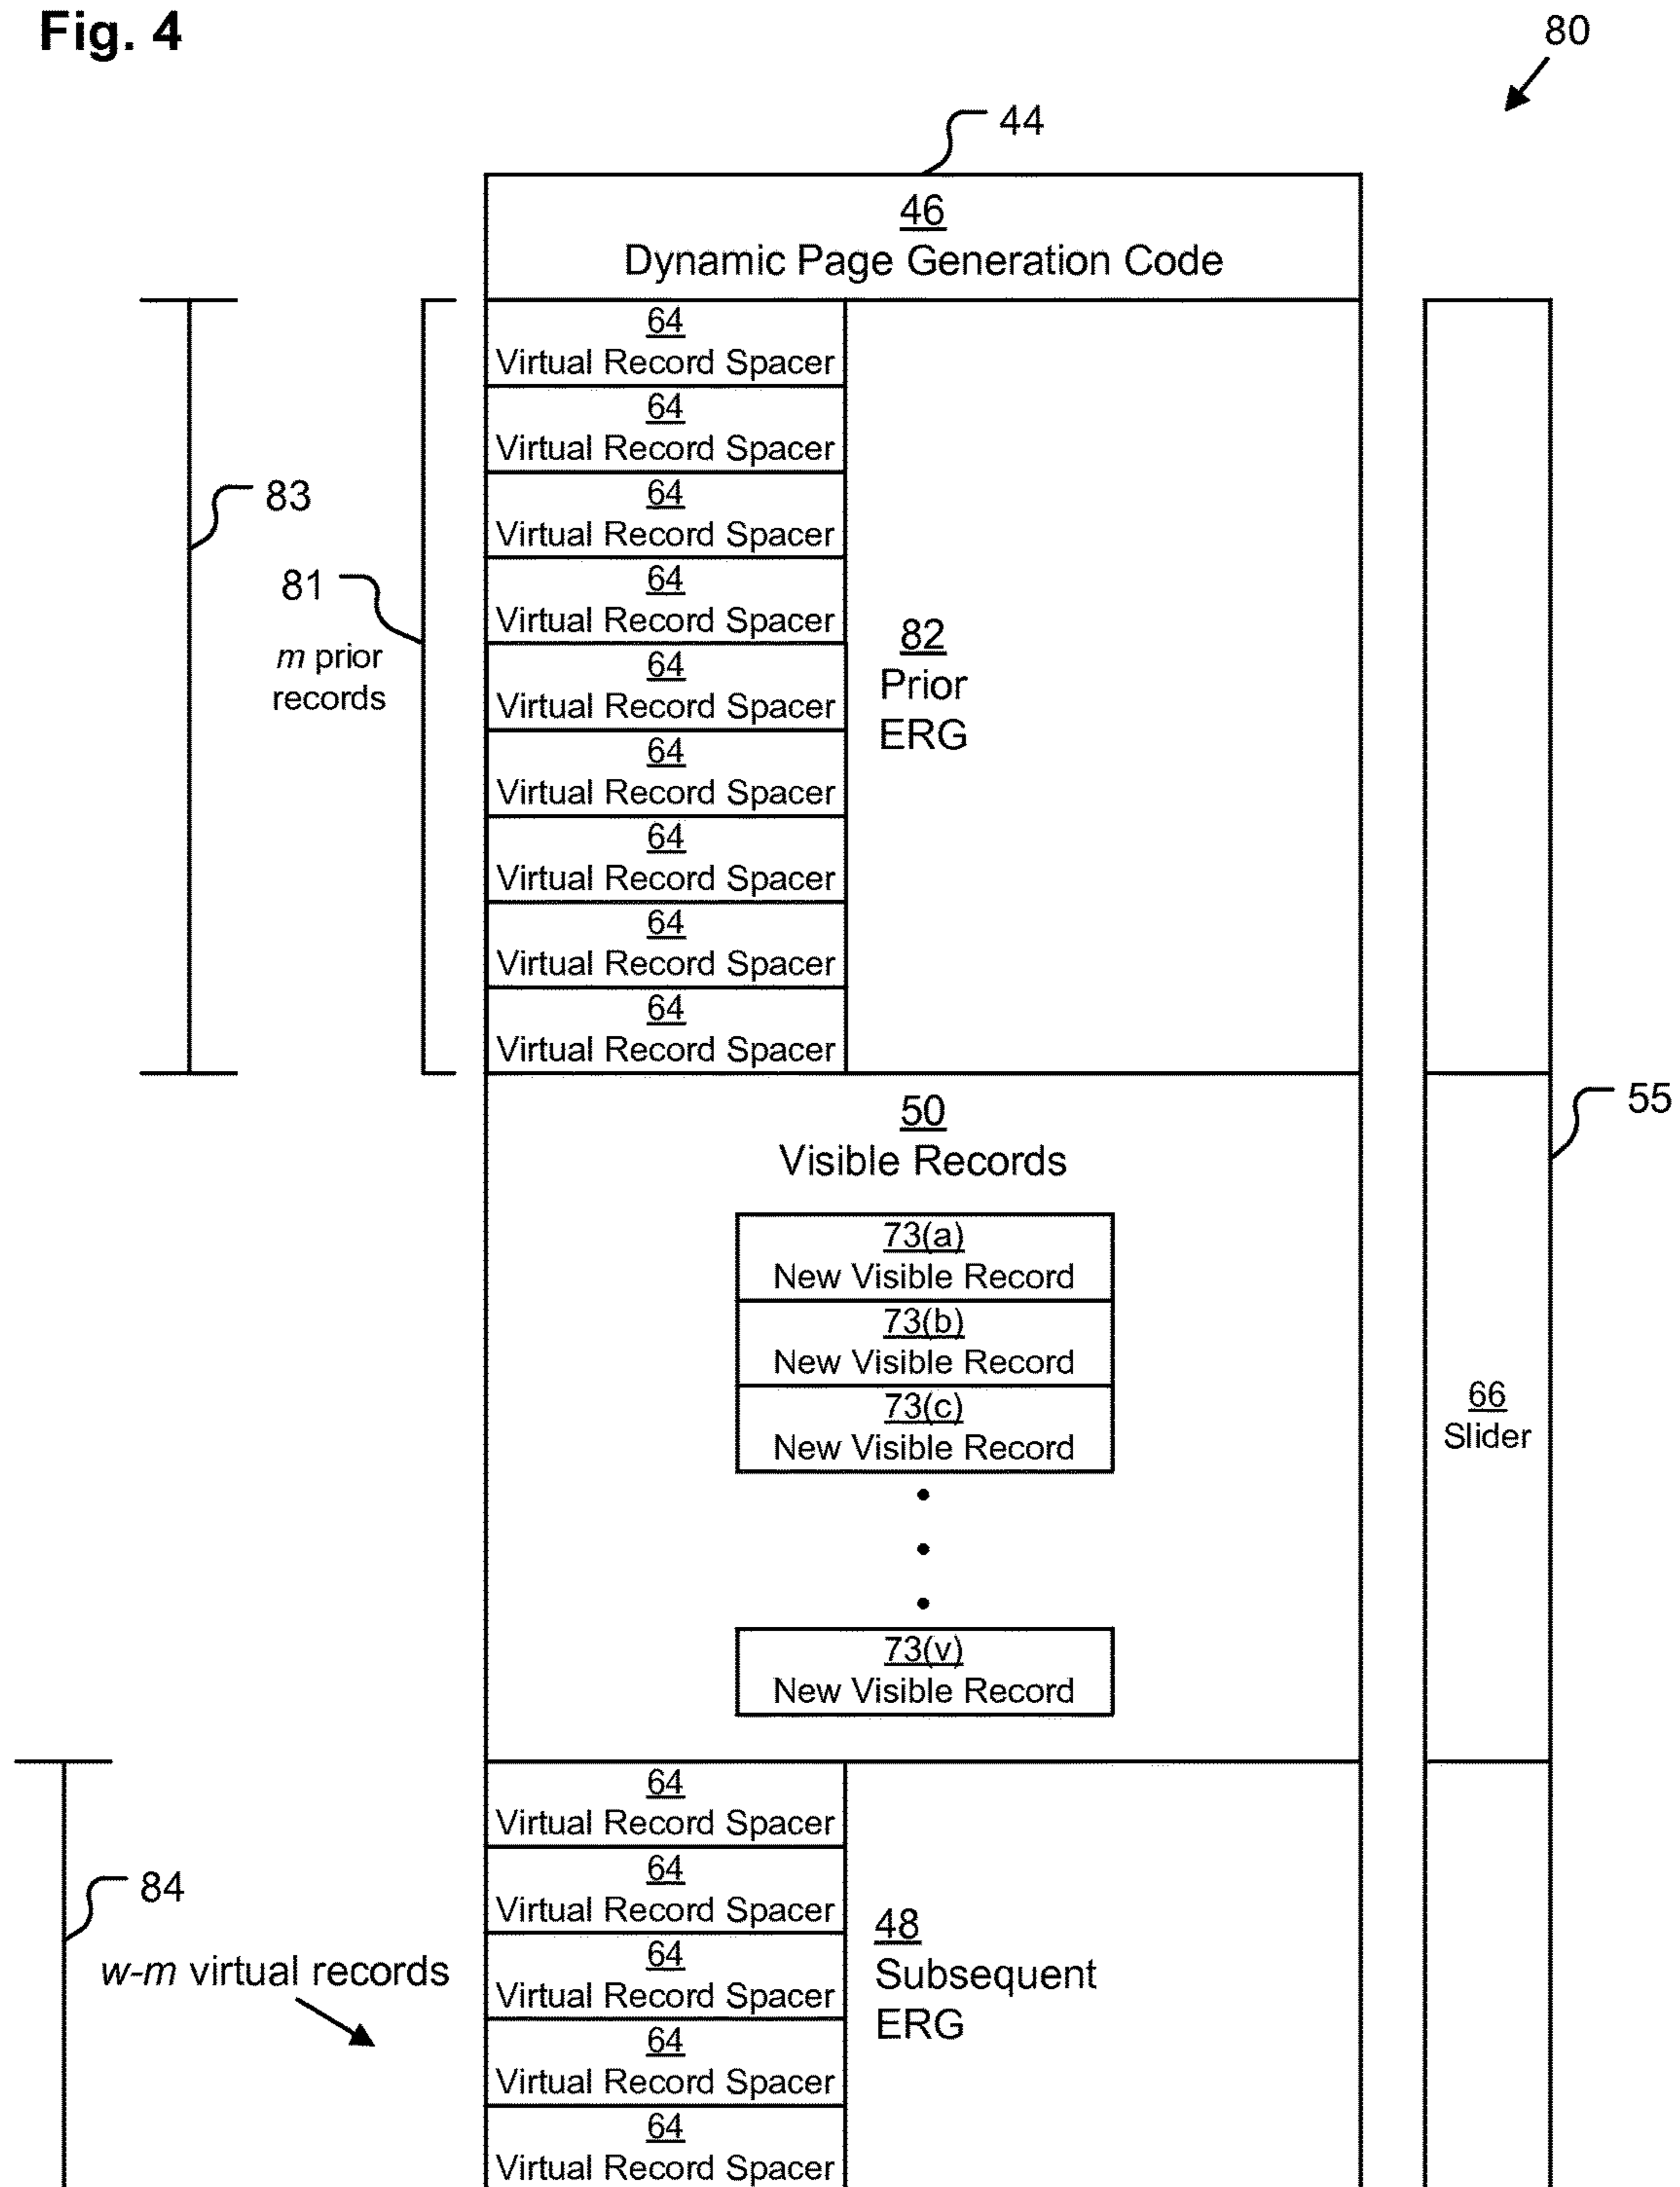 Fig. 4
80
44
46
Dynamic Page Generation Code
64
Virtual Record Spacer
64
Virtual Record Spacer
64
Virtual Record Spacer
64
Virtual Record Spacer
64
Virtual Record Spacer
64
Virtual Record Spacer
64
Virtual Record Spacer
64
Virtual Record Spacer
64
Virtual Record Spacer
83
81
m prior
records
82
Prior
ERG
50
Visible Records
55
73(a)
New Visible Record
73(b)
New Visible Record
73(c)
New Visible Record
73(v)
New Visible Record
66
Slider
64
Virtual Record Spacer
64
Virtual Record Spacer
64
Virtual Record Spacer
64
Virtual Record Spacer
64
Virtual Record Spacer
84
w-m virtual records
48
Subsequent
ERG